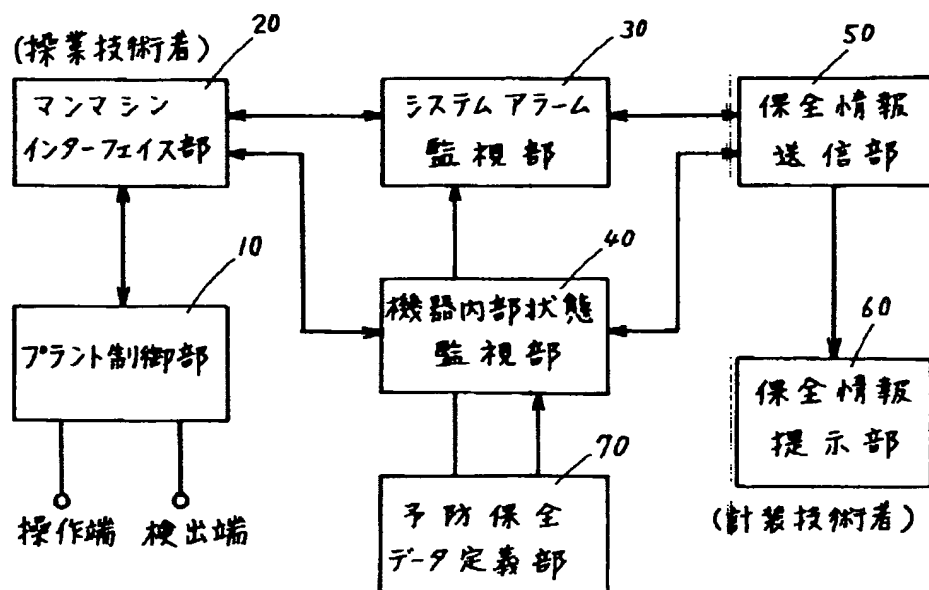 (操業技術者)
20
マンマシン
インターフェイス部
30
システムアラーム
監視部
50
保全情報
送信部
10
プラント制御部
40
機器内部状態
監視部
60
保全情報
提示部
(計装技術者)
操作端 検出端
70
予防保全
データ定義部